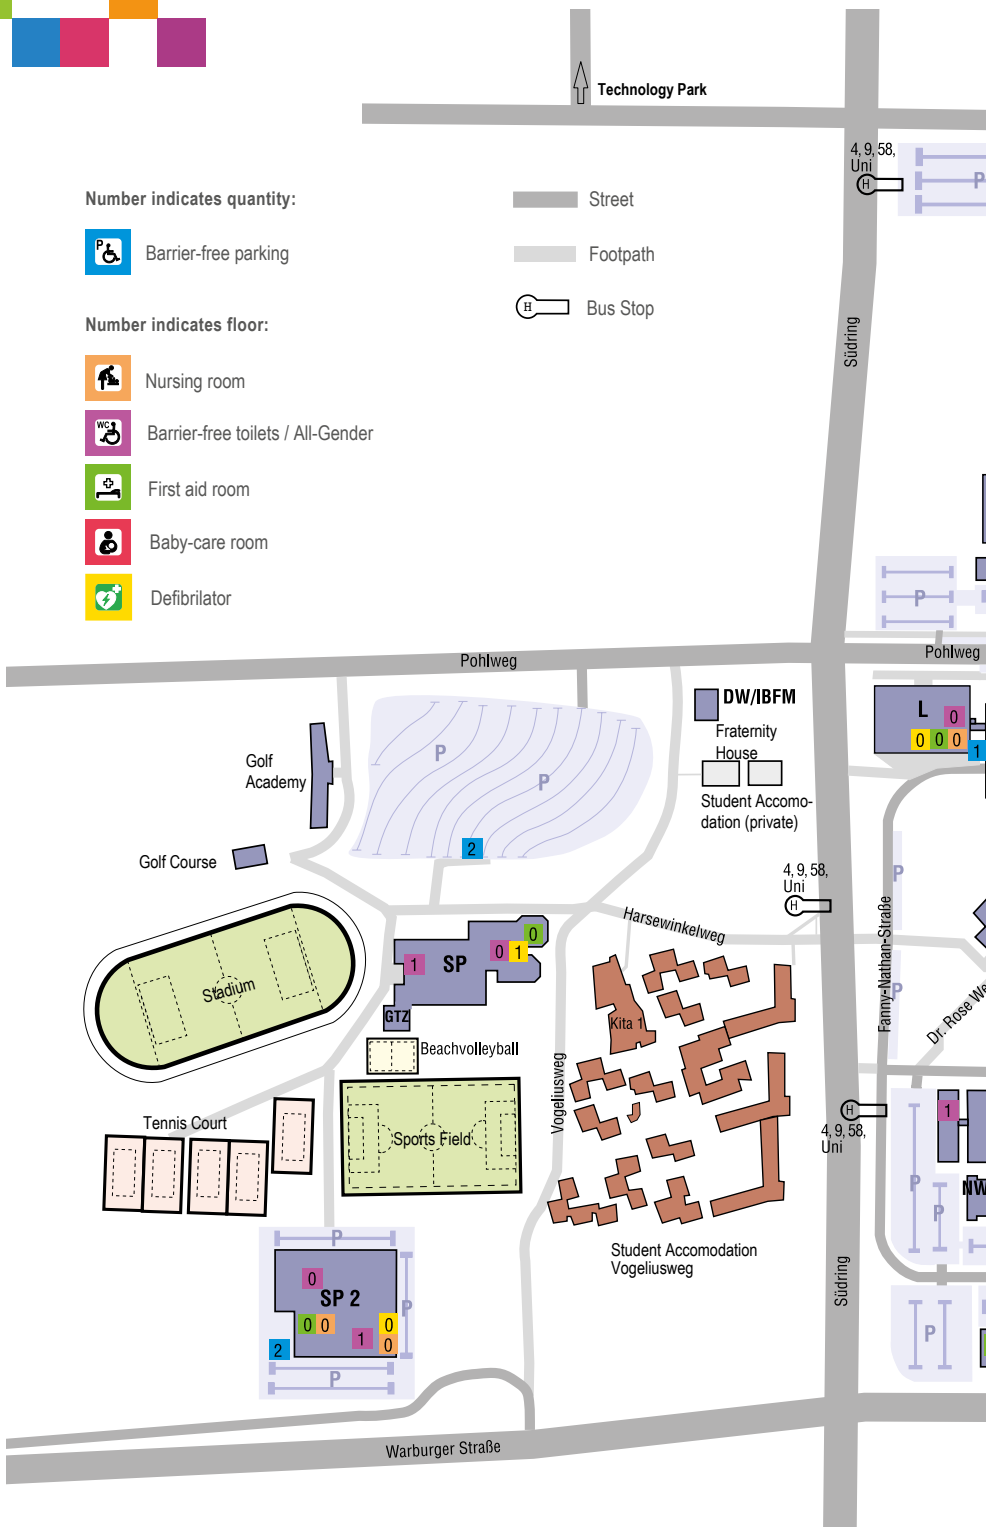 Technology Park
4, 9, 58,
Uni
H
P
Number indicates quantity:
Street
P
Barrier-free parking
Footpath
H
Bus Stop
Number indicates floor:
Südring
Nursing room
WC
Barrier-free toilets / All-Gender
First aid room
Baby-care room
Defibrilator
P
Pohlweg
Pohlweg
DW/IBFM
L
0
0 0 0
1
Fraternity
House
Golf
Academy
P
P
Student Accomo-
dation (private)
2
Golf Course
4, 9, 58,
Uni
H
P
Harsewinkelweg
Fanny-Nathan-Straße
0
0 1
1
SP
Stadium
P
GTZ
Kita 1
Dr. Rose We
Beachvolleyball
Vogeliusweg
H
4, 9, 58,
Uni
1
Tennis Court
Sports Field
P
P
NW
P
Student Accomodation
Vogeliusweg
Südring
0
SP 2
P
0 0
0
1
0
2
P
P
Warburger Straße